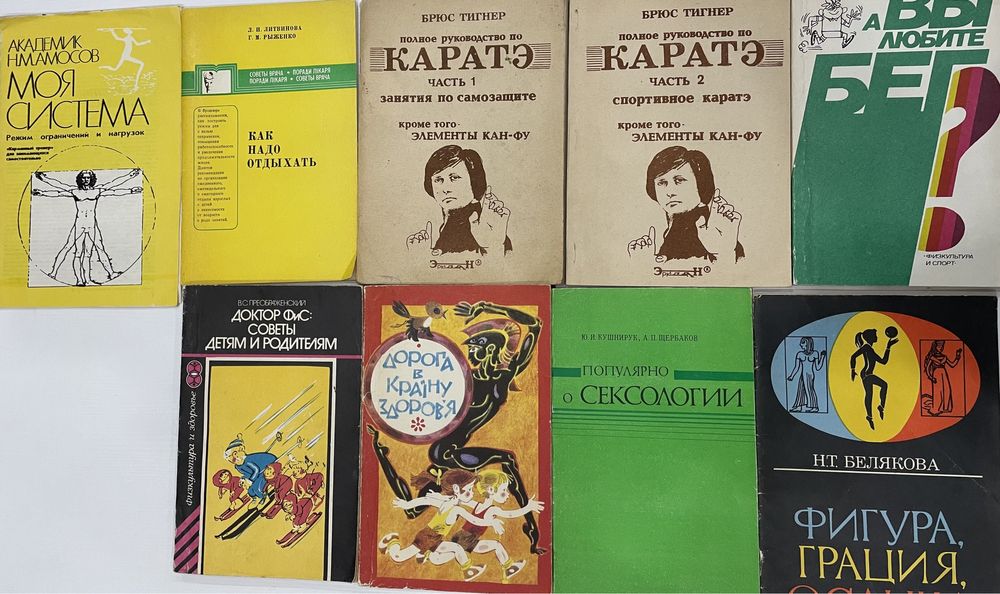 АКАДЕМИК
Н.М.АМОСОВ
МОЯ
СИСТЕМА
Режим ограничений и нагрузок
Л. П. ЛИТВИНОВА
Г. М. РЫЖЕНКО
СОВЕТЫ ВРАЧА • ПОРАДИ ЛІКАРЯ
ПОРАДИ ЛІКАРЯ • СОВЕТЫ ВРАЧА
КАК
НАДО
ОТДЫХАТЬ
БРЮС ТИГНЕР
ПОЛНОЕ РУКОВОДСТВО ПО
КАРАТЭ
ЧАСТЬ 1
ЗАНЯТИЯ ПО САМОЗАЩИТЕ
КРОМЕ ТОГО-
ЭЛЕМЕНТЫ КАН-ФУ
БРЮС ТИГНЕР
ПОЛНОЕ РУКОВОДСТВО ПО
КАРАТЭ
ЧАСТЬ 2
СПОРТИВНОЕ КАРАТЭ
КРОМЕ ТОГО-
ЭЛЕМЕНТЫ КАН-ФУ
А ВЫ
ЛЮБИТЕ
БЕГ
?
·ФИЗКУЛЬТУРА
И СПОРТ·
В.С.ПРЕОБРАЖЕНСКИЙ
ДОКТОР ФИС:
СОВЕТЫ
ДЕТЯМ И РОДИТЕЛЯМ
Физкультура и здоровье
ДОРОГА
В
КРАЇНУ
ЗДОРОВ'Я
Ю. И. КУШНИРУК, А. П. ЩЕРБАКОВ
ПОПУЛЯРНО
О СЕКСОЛОГИИ
Н.Т. БЕЛЯКОВА
ФИГУРА,
ГРАЦИЯ,